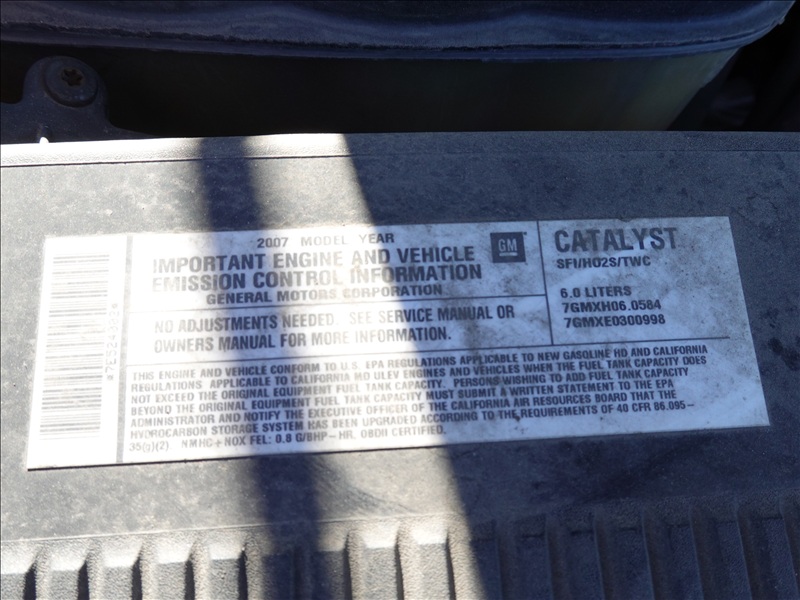 2007 MODEL YEAR
IMPORTANT ENGINE AND VEHICLE
EMISSION CONTROL INFORMATION
GENERAL MOTORS CORPORATION
GM
NO ADJUSTMENTS NEEDED. SEE SERVICE MANUAL OR
OWNERS MANUAL FOR MORE INFORMATION.
CATALYST
SFI/HO2S/TWC
6.0 LITERS
7GMXH06.0584
7GMXE0300998
THIS ENGINE AND VEHICLE CONFORM TO U.S. EPA REGULATIONS APPLICABLE TO NEW GASOLINE HD AND CALIFORNIA
REGULATIONS APPLICABLE TO CALIFORNIA MD ULEV ENGINES AND VEHICLES WHEN THE FUEL TANK CAPACITY DOES
NOT EXCEED THE ORIGINAL EQUIPMENT FUEL TANK CAPACITY. PERSONS WISHING TO ADD FUEL TANK CAPACITY
BEYOND THE ORIGINAL EQUIPMENT FUEL TANK CAPACITY MUST SUBMIT A WRITTEN STATEMENT TO THE EPA
ADMINISTRATOR AND NOTIFY THE EXECUTIVE OFFICER OF THE CALIFORNIA AIR RESOURCES BOARD THAT THE
HYDROCARBON STORAGE SYSTEM HAS BEEN UPGRADED ACCORDING TO THE REQUIREMENTS OF 40 CFR 86.095-
35(g)(2) NMHC+NOX FEL: 0.8 G/BHP-HR. OBDII CERTIFIED.